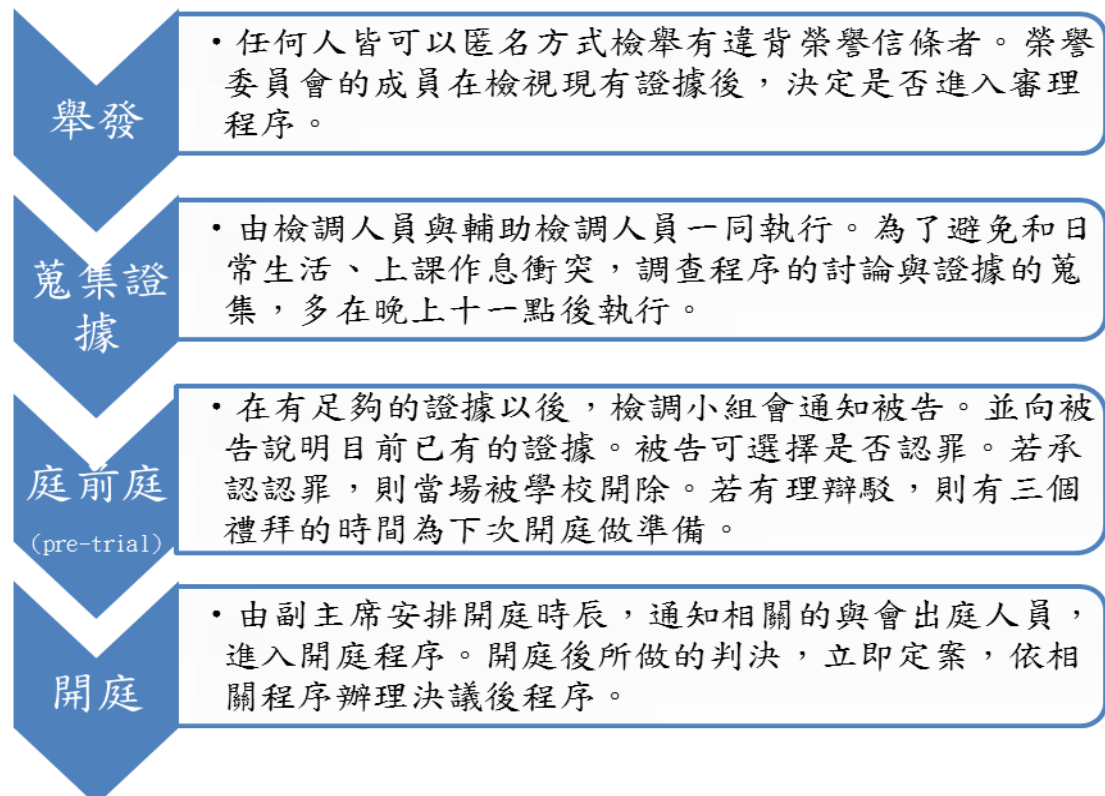 舉發
•任何人皆可以匿名方式檢舉有違背榮譽信條者。榮譽
委員會的成員在檢視現有證據後，決定是否進入審理
程序。
蒐集證
據
•由檢調人員與輔助檢調人員一同執行。為了避免和日
常生活、上課作息衝突，調查程序的討論與證據的蒐
集，多在晚上十一點後執行。
庭前庭
(pre-trial)
•在有足夠的證據以後，檢調小組會通知被告。並向被
告說明目前已有的證據。被告可選擇是否認罪。若承
認認罪，則當場被學校開除。若有理辯駁，則有三個
禮拜的時間為下次開庭做準備。
開庭
•由副主席安排開庭時辰，通知相關的與會出庭人員，
進入開庭程序。開庭後所做的判決，立即定案，依相
關程序辦理決議後程序。